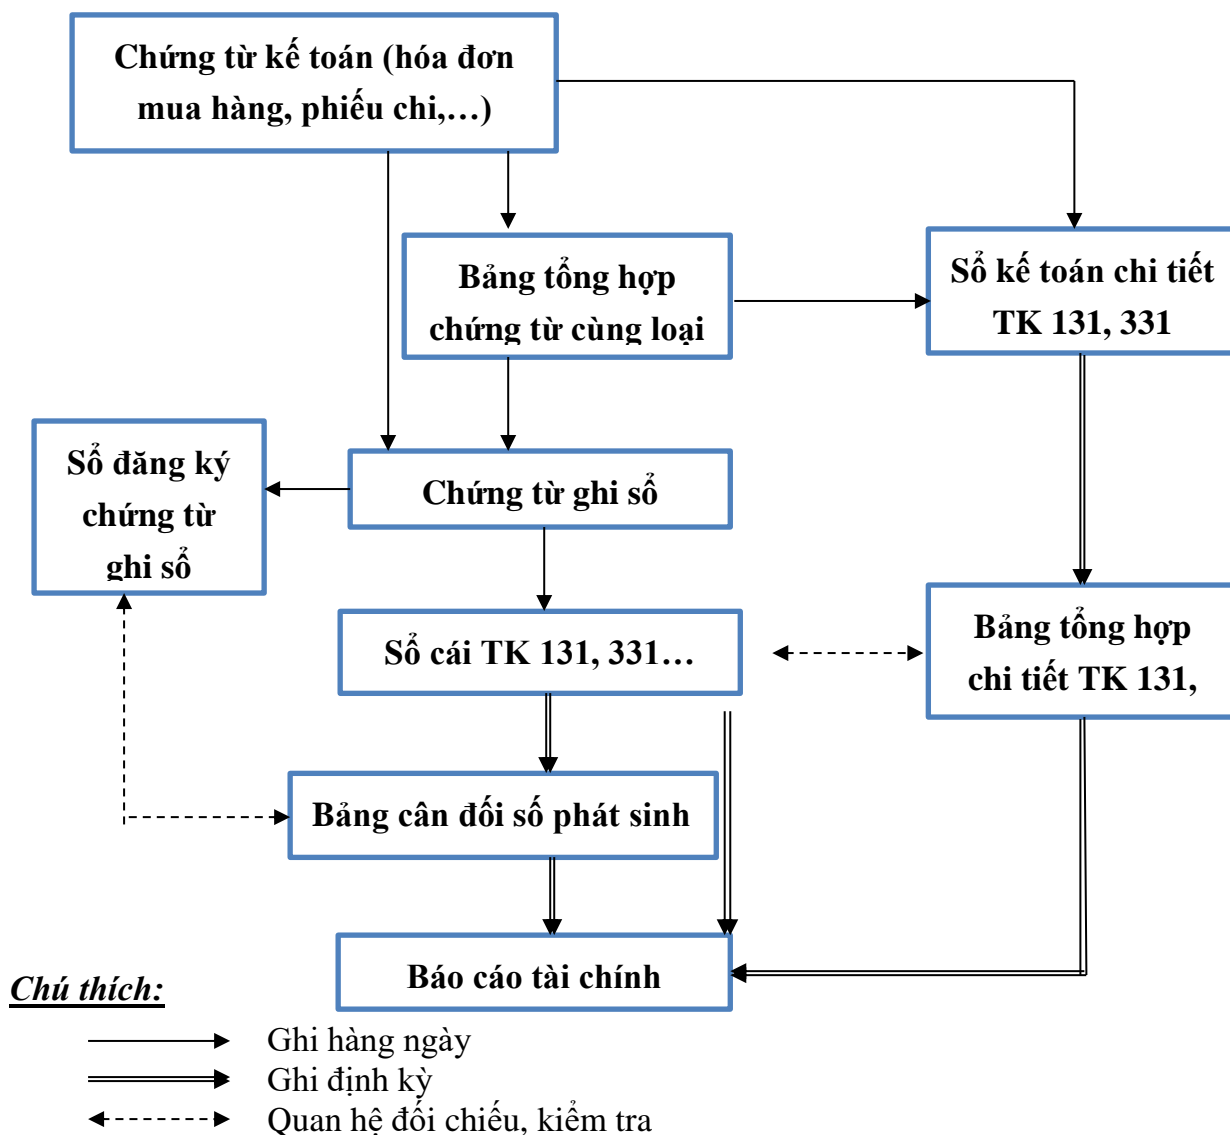 Chứng từ kế toán (hóa đơn
mua hàng, phiếu chi,…)
Bảng tổng hợp
chứng từ cùng loại
Sổ kế toán chi tiết
TK 131, 331
Sổ đăng ký
chứng từ
ghi sổ
Chứng từ ghi sổ
Sổ cái TK 131, 331…
Bảng tổng hợp
chi tiết TK 131,
Bảng cân đối số phát sinh
Báo cáo tài chính
Chú thích:
Ghi hàng ngày
Ghi định kỳ
Quan hệ đối chiếu, kiểm tra